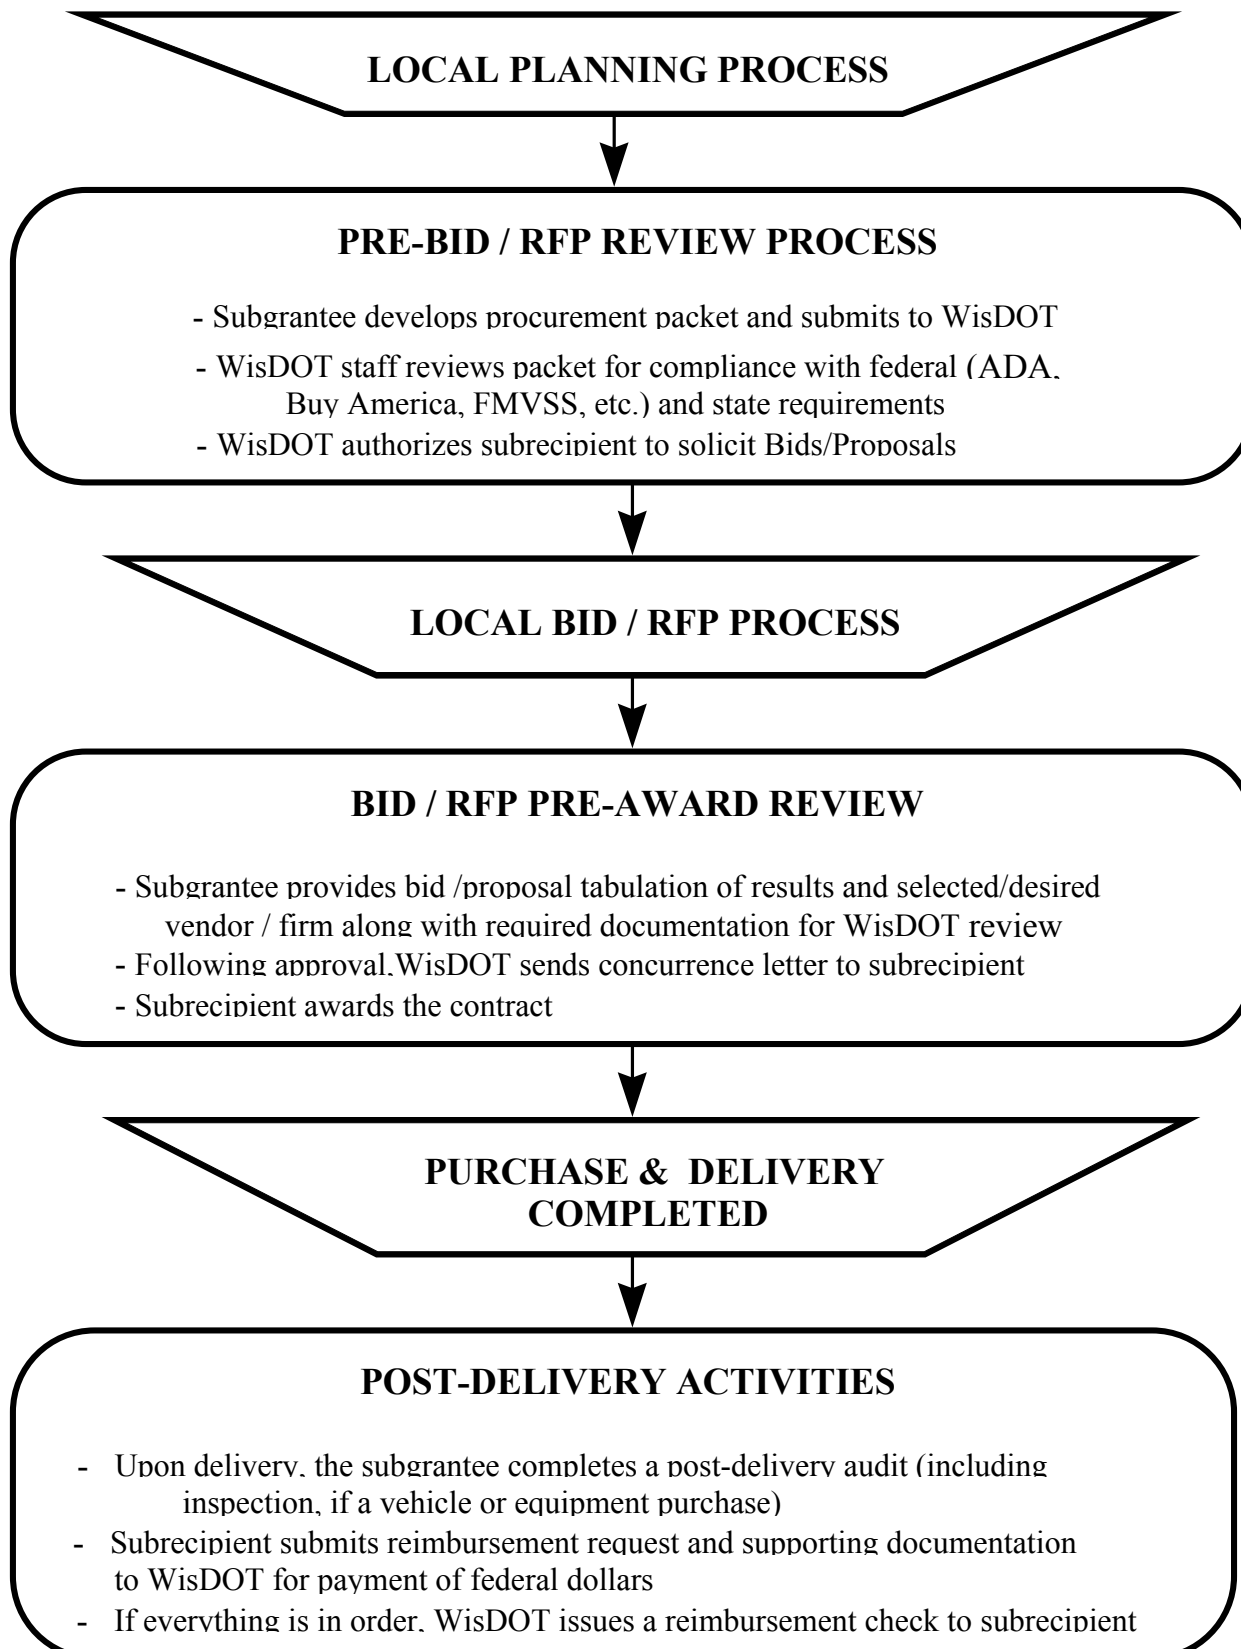 LOCAL PLANNING PROCESS
PRE-BID / RFP REVIEW PROCESS
- Subgrantee develops procurement packet and submits to WisDOT
- WisDOT staff reviews packet for compliance with federal (ADA,
Buy America, FMVSS, etc.) and state requirements
- WisDOT authorizes subrecipient to solicit Bids/Proposals
LOCAL BID / RFP PROCESS
BID / RFP PRE-AWARD REVIEW
- Subgrantee provides bid /proposal tabulation of results and selected/desired
vendor / firm along with required documentation for WisDOT review
- Following approval,WisDOT sends concurrence letter to subrecipient
- Subrecipient awards the contract
PURCHASE & DELIVERY
COMPLETED
POST-DELIVERY ACTIVITIES
- Upon delivery, the subgrantee completes a post-delivery audit (including
inspection, if a vehicle or equipment purchase)
- Subrecipient submits reimbursement request and supporting documentation
to WisDOT for payment of federal dollars
- If everything is in order, WisDOT issues a reimbursement check to subrecipient